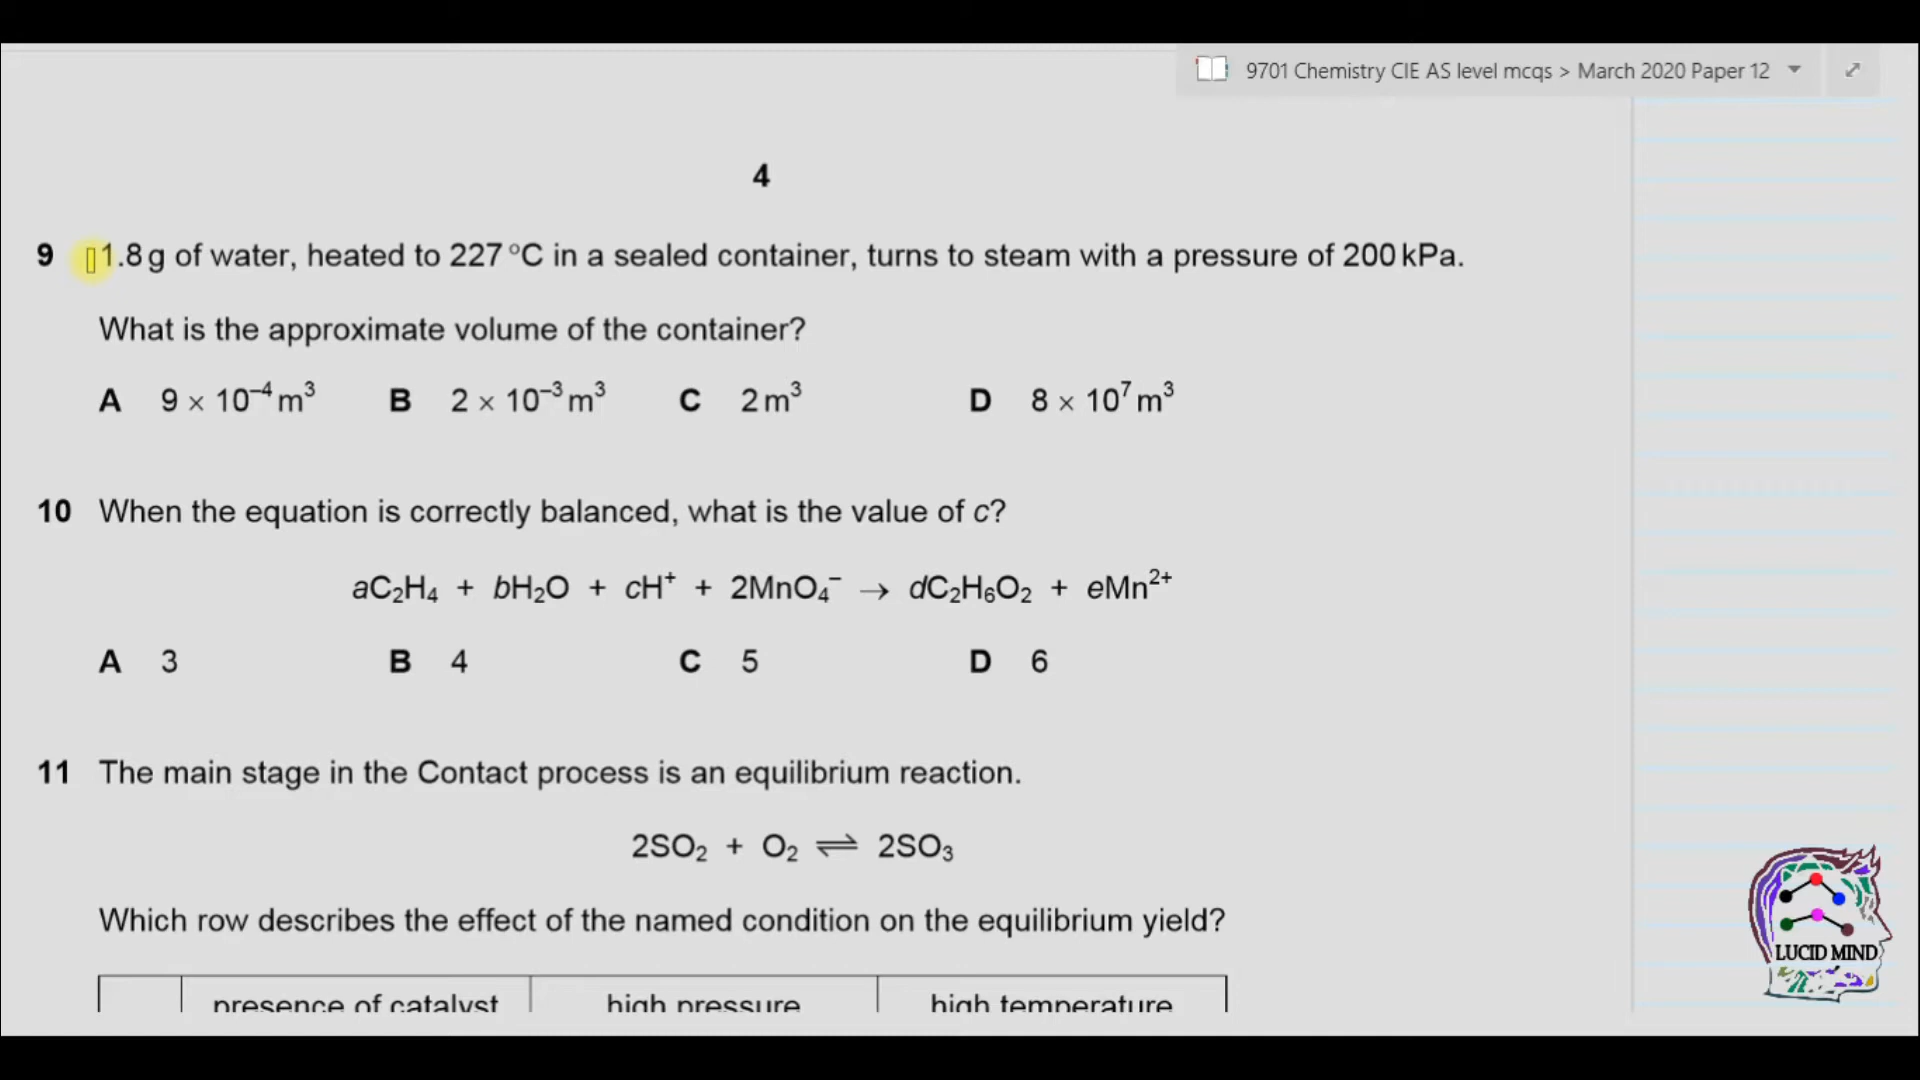 9701 Chemistry CIE AS level mcqs > March 2020 Paper 12
4
9 1.8 g of water, heated to 227 °C in a sealed container, turns to steam with a pressure of 200 kPa.
What is the approximate volume of the container?
A 9 × 10⁻⁴ m³ B 2 × 10⁻³ m³ C 2 m³ D 8 × 10⁷ m³
10 When the equation is correctly balanced, what is the value of c?
aC₂H₄ + bH₂O + cH⁺ + 2MnO₄⁻ → dC₂H₆O₂ + eMn²⁺
A 3 B 4 C 5 D 6
11 The main stage in the Contact process is an equilibrium reaction.
2SO₂ + O₂ ⇌ 2SO₃
Which row describes the effect of the named condition on the equilibrium yield?
presence of catalyst high pressure high temperature
LUCID MIND